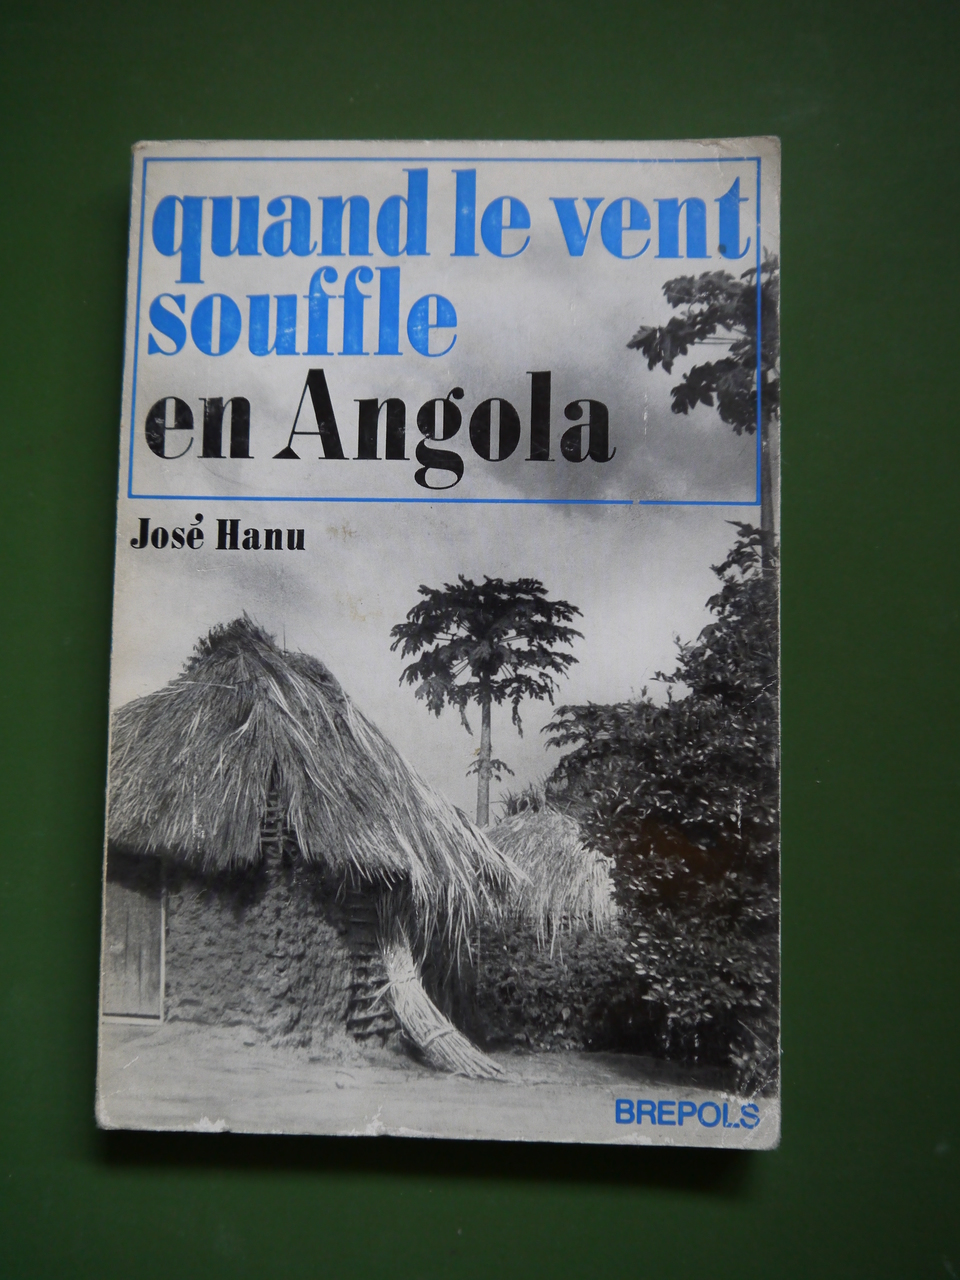 quand le vent
souffle
en Angola
José Hanu
BREPOLS